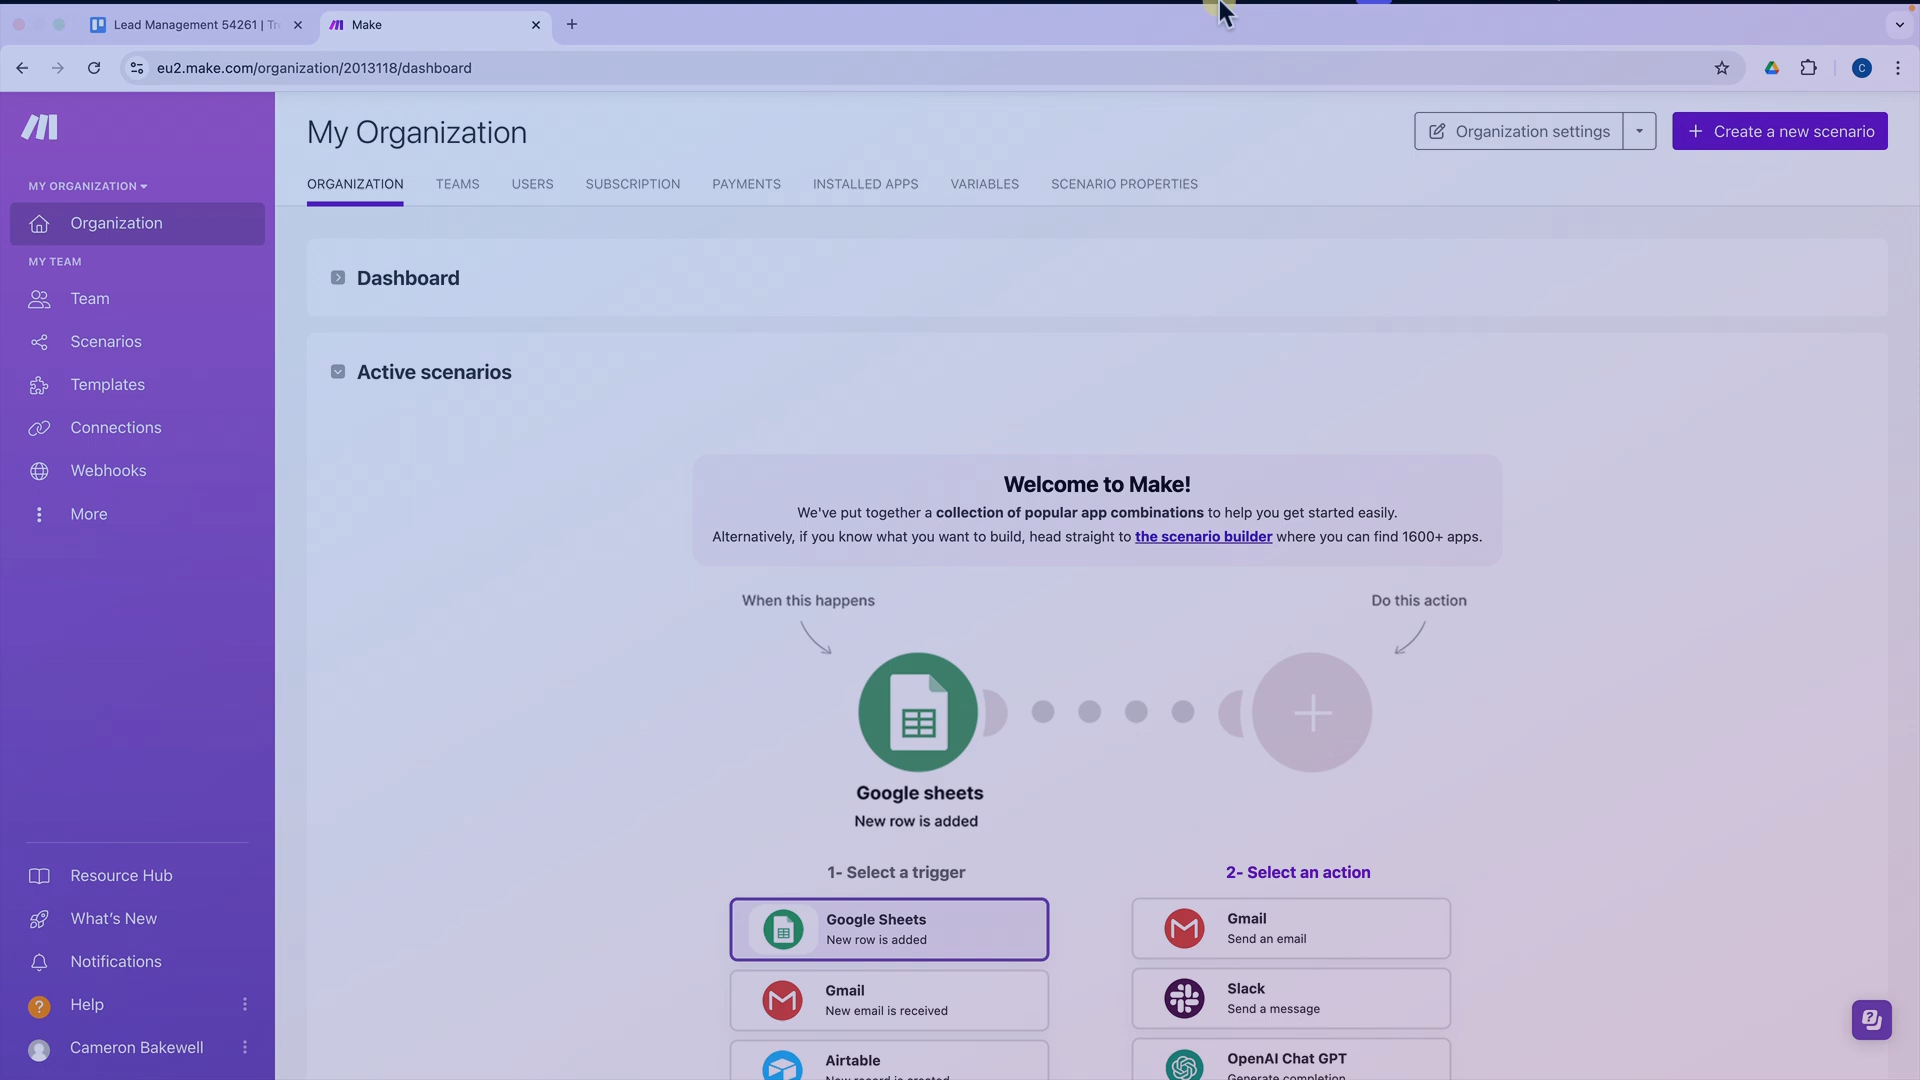 Lead Management 54261 | Tr
Make
eu2.make.com/organization/2013118/dashboard
C
My Organization
Organization settings
Create a new scenario
MY ORGANIZATION
ORGANIZATION
TEAMS
USERS
SUBSCRIPTION
PAYMENTS
INSTALLED APPS
VARIABLES
SCENARIO PROPERTIES
Organization
MY TEAM
Team
Scenarios
Templates
Connections
Webhooks
More
Dashboard
Active scenarios
Welcome to Make!
We've put together a collection of popular app combinations to help you get started easily.
Alternatively, if you know what you want to build, head straight to the scenario builder where you can find 1600+ apps.
When this happens
Do this action
Google sheets
New row is added
1- Select a trigger
2- Select an action
Google Sheets
New row is added
Gmail
Send an email
Gmail
New email is received
Slack
Send a message
Airtable
New record is created
OpenAI Chat GPT
Generate completion
Resource Hub
What's New
Notifications
Help
Cameron Bakewell